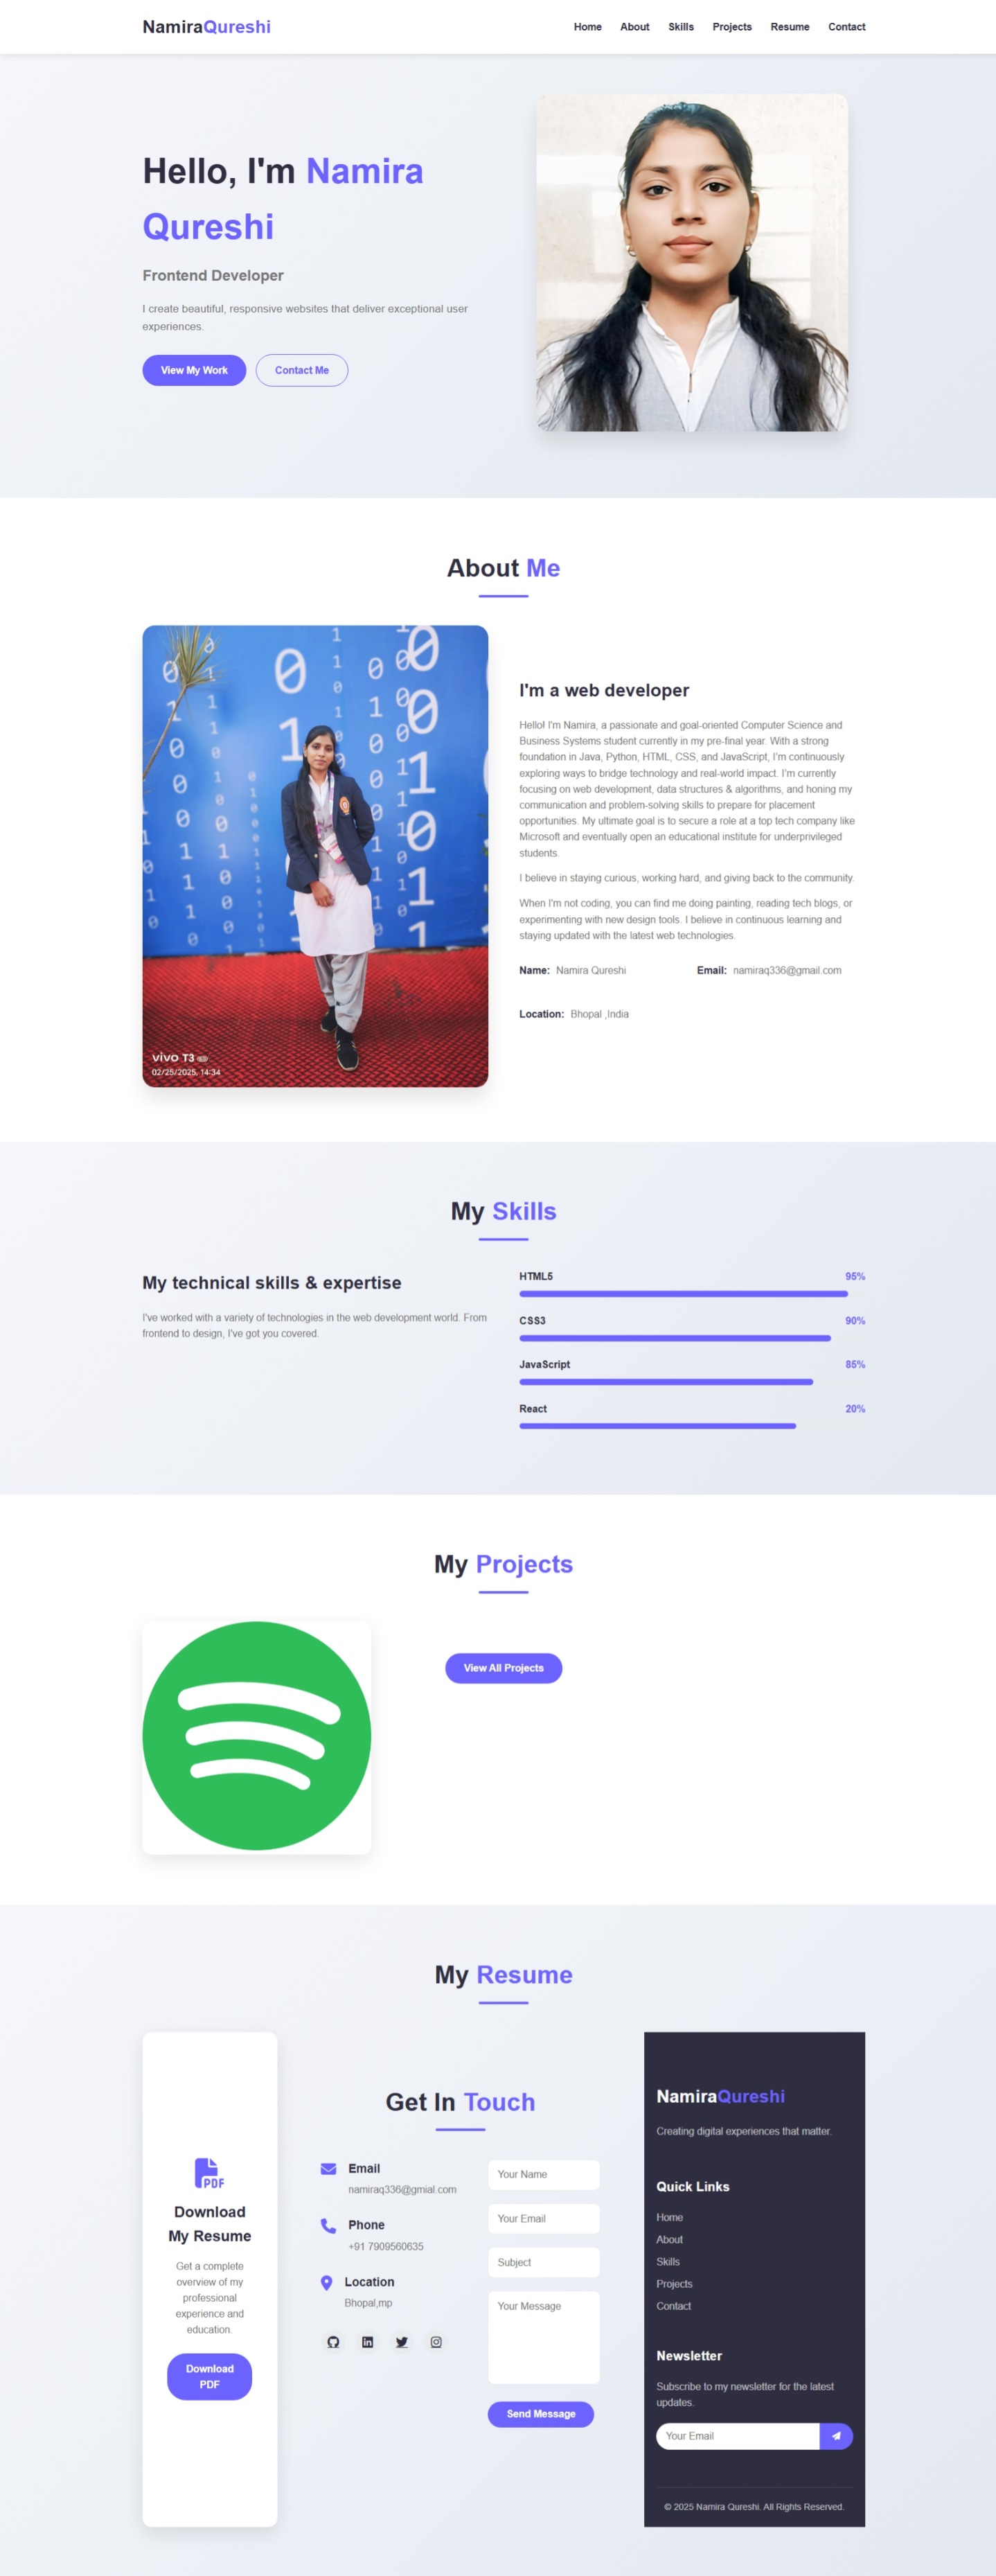 NamiraQureshi
Home About Skills Projects Resume Contact
Hello, I'm Namira
Qureshi
Frontend Developer
I create beautiful, responsive websites that deliver exceptional user
experiences.
View My Work Contact Me
About Me
0 1 0 1 0 1 0 1
VIVO T3
02/25/2025, 14:34
I'm a web developer
Hello! I'm Namira, a passionate and goal-oriented Computer Science and
Business Systems student currently in my pre-final year. With a strong
foundation in Java, Python, HTML, CSS, and JavaScript, I'm continuously
exploring ways to bridge technology and real-world impact. I'm currently
focusing on web development, data structures & algorithms, and honing my
communication and problem-solving skills to prepare for placement
opportunities. My ultimate goal is to secure a role at a top tech company like
Microsoft and eventually open an educational institute for underprivileged
students.
I believe in staying curious, working hard, and giving back to the community.
When I'm not coding, you can find me doing painting, reading tech blogs, or
experimenting with new design tools. I believe in continuous learning and
staying updated with the latest web technologies.
Name: Namira Qureshi Email: namiraq336@gmail.com
Location: Bhopal ,India
My Skills
My technical skills & expertise
I've worked with a variety of technologies in the web development world. From
frontend to design, I've got you covered.
HTML5 95%
CSS3 90%
JavaScript 85%
React 20%
My Projects
View All Projects
My Resume
PDF
Download
My Resume
Get a complete
overview of my
professional
experience and
education.
Download
PDF
Get In Touch
Email
namiraq336@gmial.com
Phone
+91 7909560635
Location
Bhopal,mp
Your Name
Your Email
Subject
Your Message
Send Message
NamiraQureshi
Creating digital experiences that matter.
Quick Links
Home
About
Skills
Projects
Contact
Newsletter
Subscribe to my newsletter for the latest
updates.
Your Email
© 2025 Namira Qureshi. All Rights Reserved.